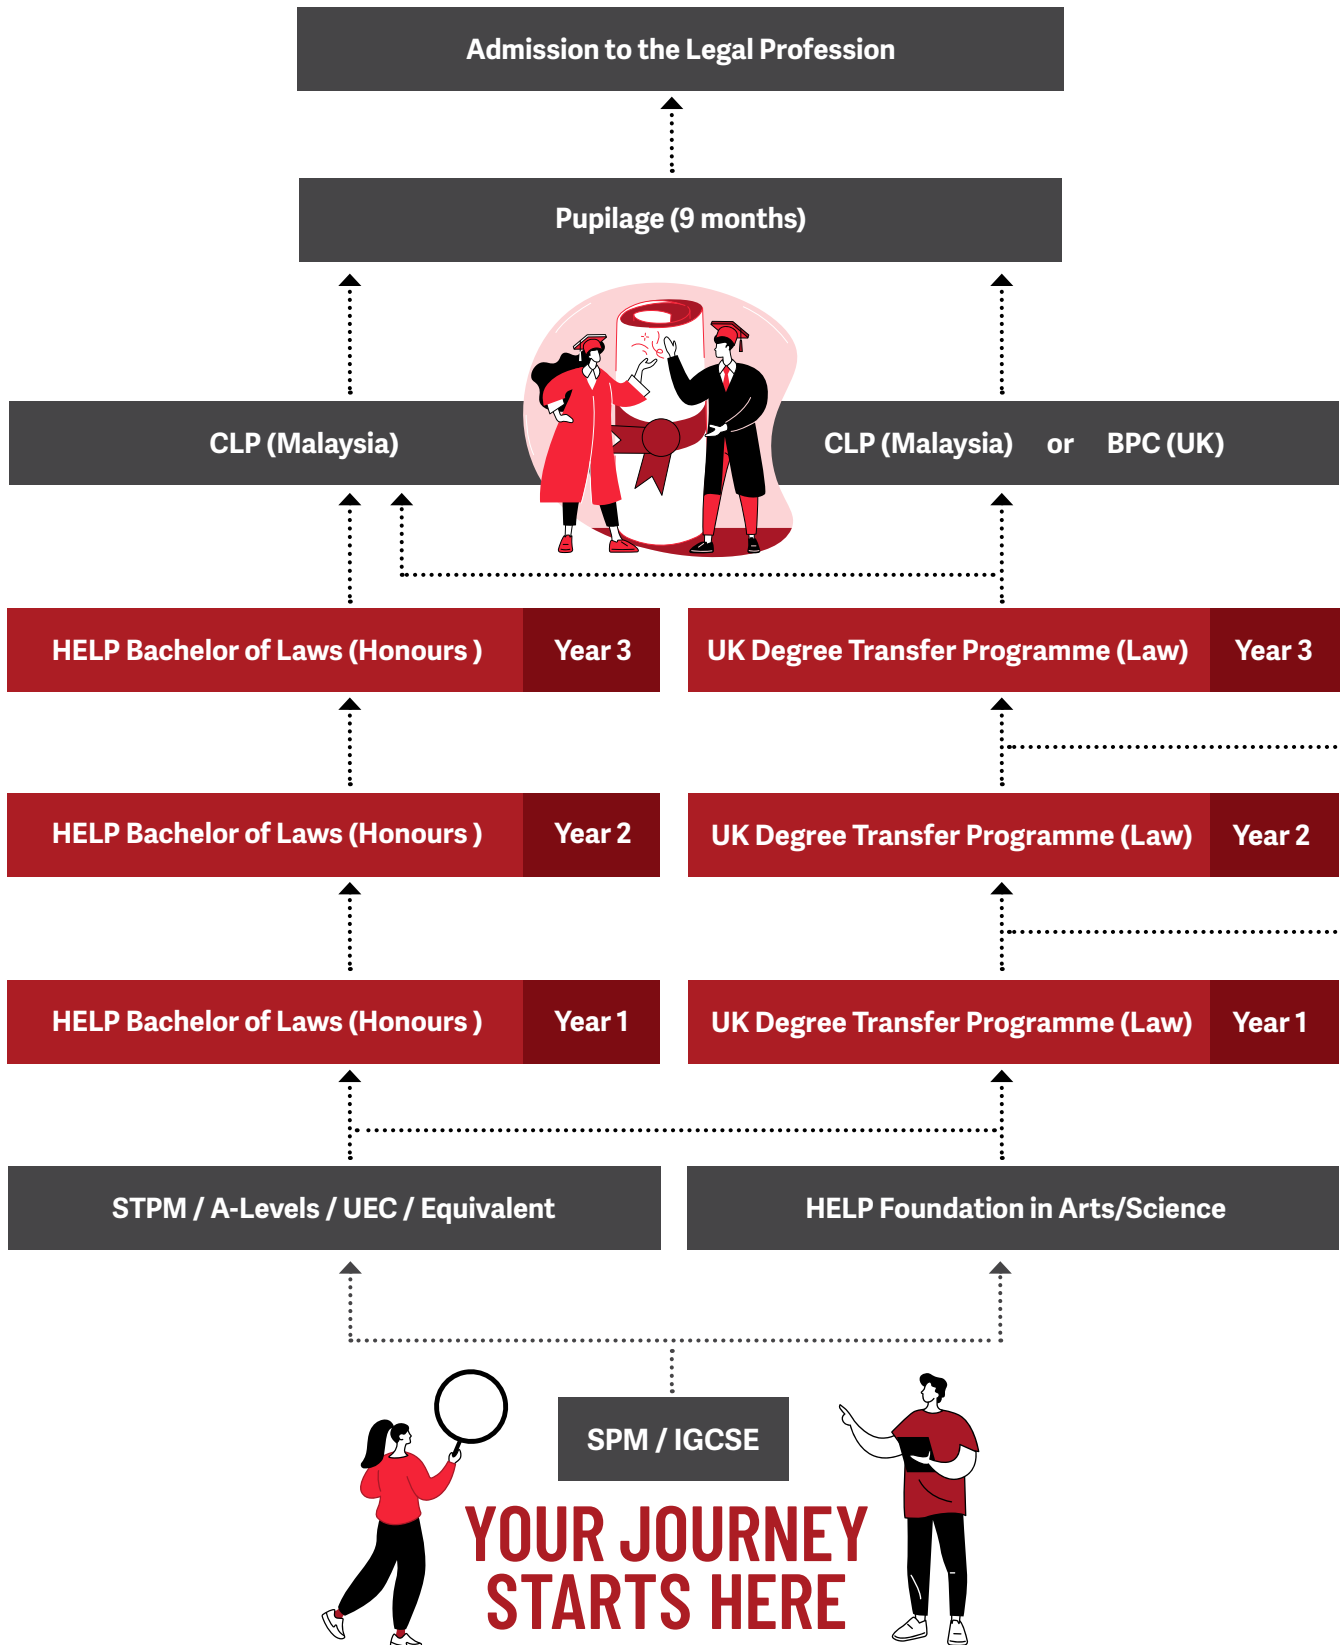 Admission to the Legal Profession
Pupilage (9 months)
CLP (Malaysia)
CLP (Malaysia) or BPC (UK)
HELP Bachelor of Laws (Honours ) Year 3
UK Degree Transfer Programme (Law) Year 3
HELP Bachelor of Laws (Honours ) Year 2
UK Degree Transfer Programme (Law) Year 2
HELP Bachelor of Laws (Honours ) Year 1
UK Degree Transfer Programme (Law) Year 1
STPM / A-Levels / UEC / Equivalent
HELP Foundation in Arts/Science
SPM / IGCSE
YOUR JOURNEY
STARTS HERE